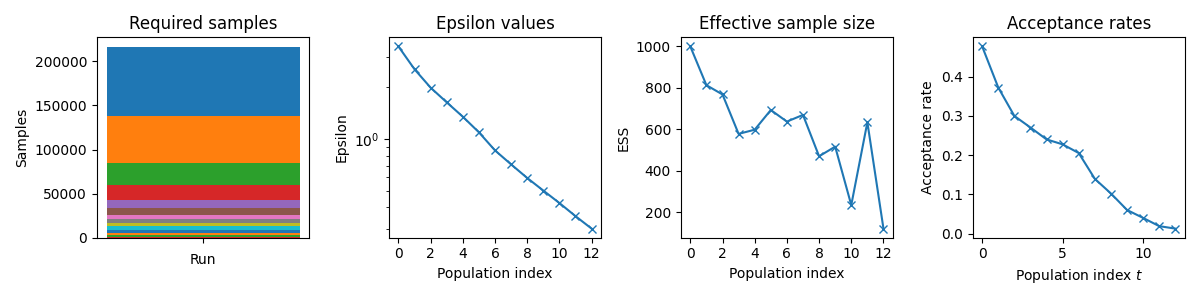 Required samples
Samples
200000
150000
100000
50000
0
Run
Epsilon values
Epsilon
10⁰
0 2 4 6 8 10 12
Population index
Effective sample size
ESS
1000
800
600
400
200
0 2 4 6 8 10 12
Population index
Acceptance rates
Acceptance rate
0.4
0.3
0.2
0.1
0.0
0 5 10
Population index t